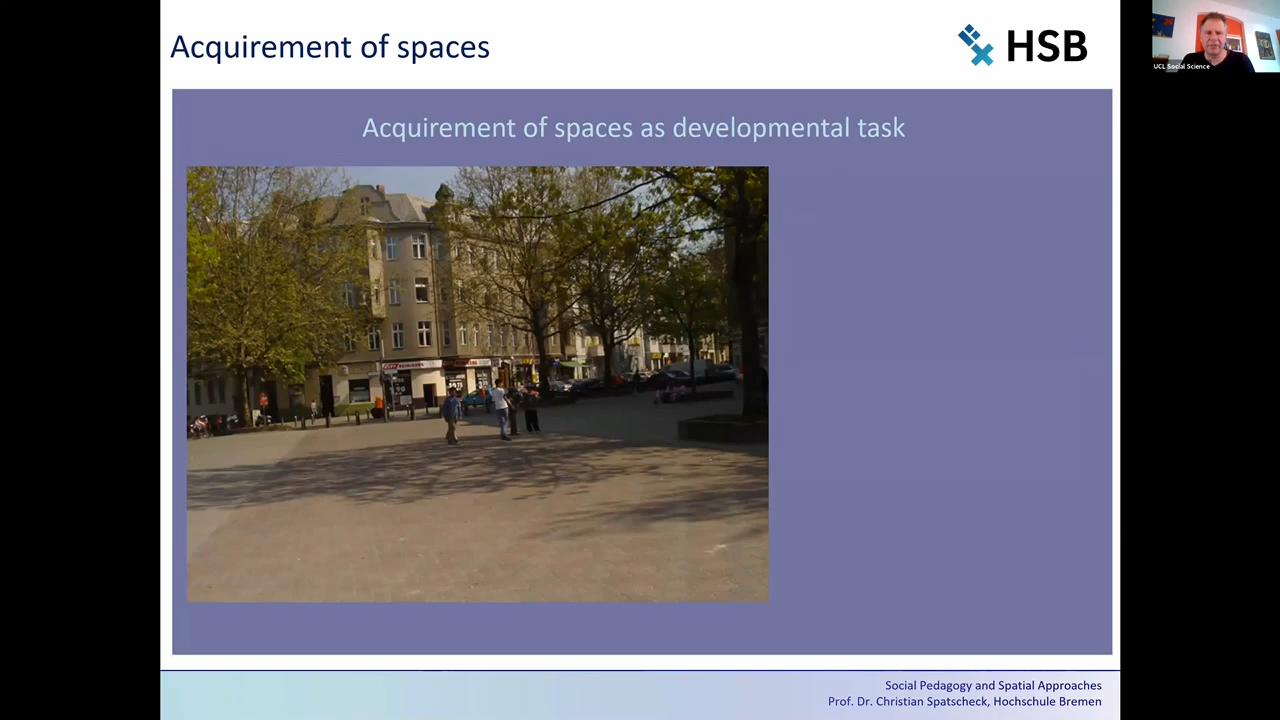 Acquirement of spaces
HSB
UCL Social Science
Acquirement of spaces as developmental task
Social Pedagogy and Spatial Approaches
Prof. Dr. Christian Spatscheck, Hochschule Bremen